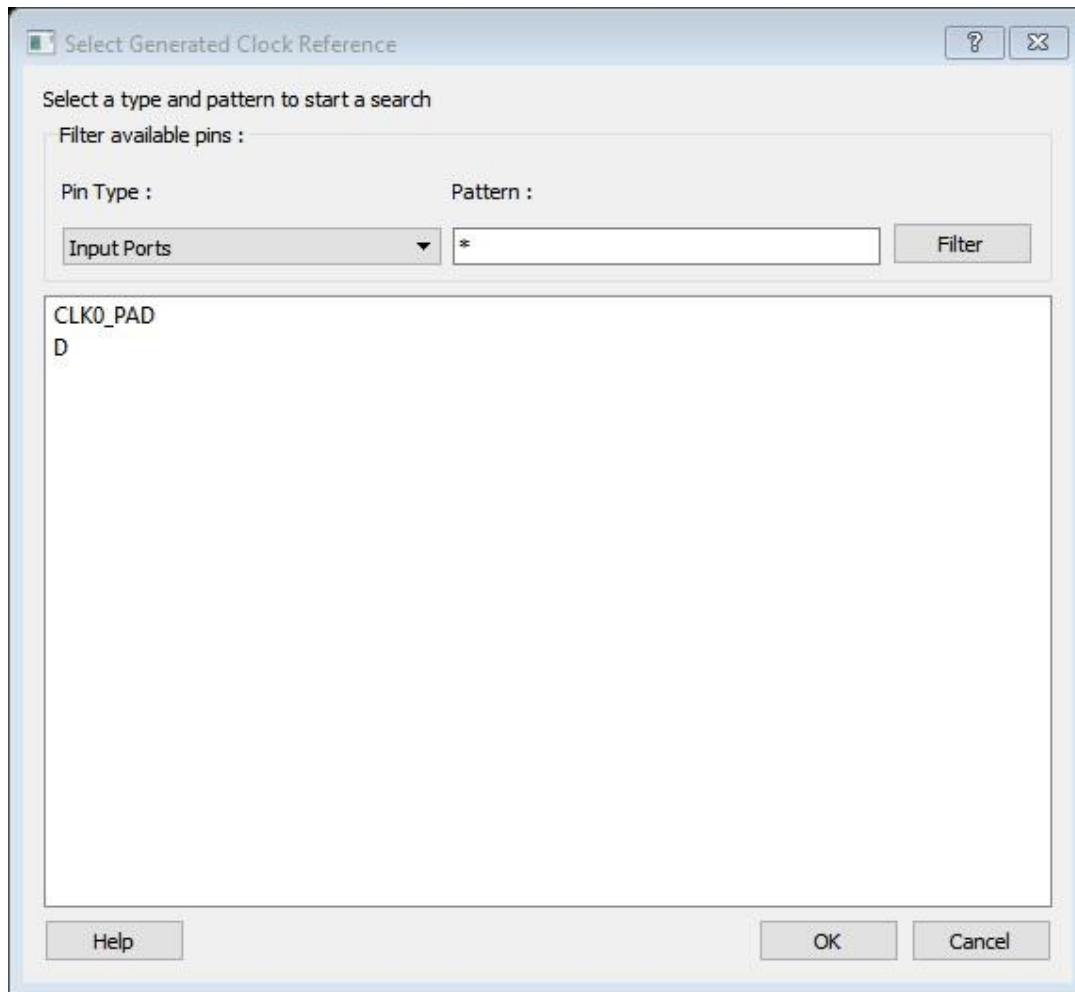 Select Generated Clock Reference
Select a type and pattern to start a search
Filter available pins :
Pin Type :
Pattern :
Input Ports
*
Filter
CLK0_PAD
D
Help
OK
Cancel